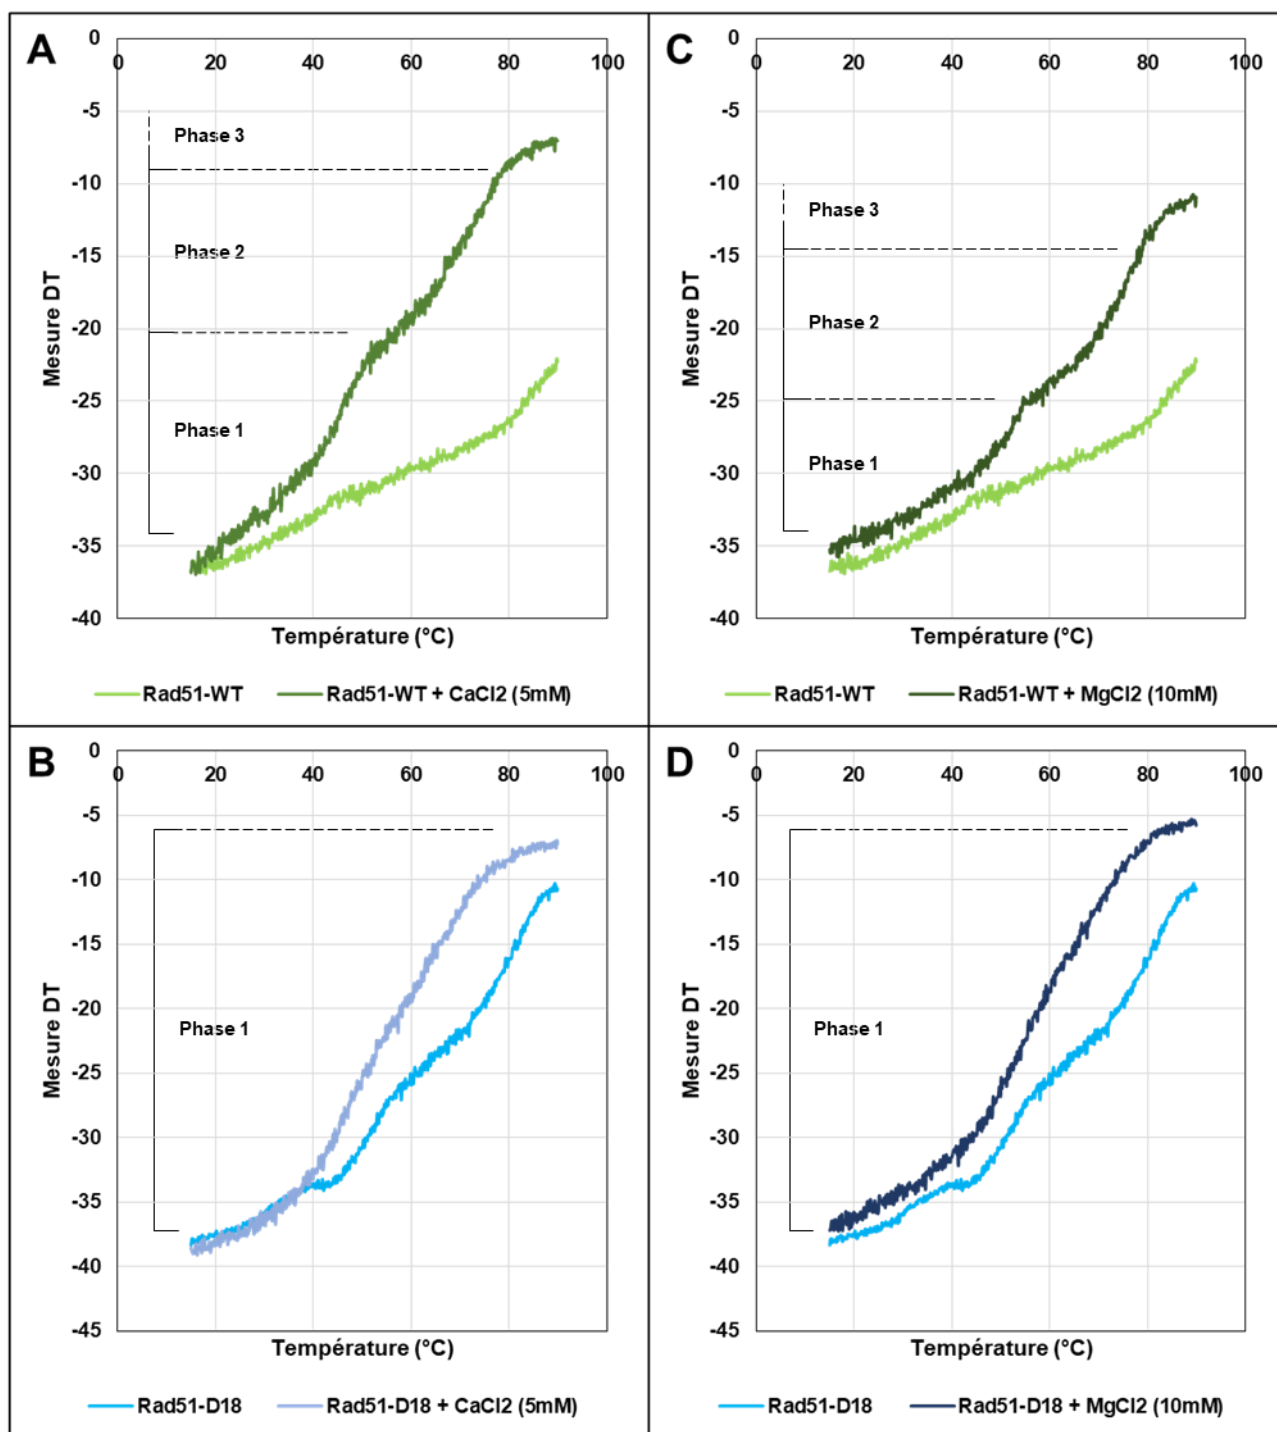 A
0
0 20 40 60 80 100
-5
Phase 3
-10
Phase 2
-15
-20
-25
Phase 1
-30
-35
-40
Mesure DT
Température (°C)
Rad51-WT Rad51-WT + CaCl2 (5mM)
C
0
0 20 40 60 80 100
-5
-10
Phase 3
-15
Phase 2
-20
-25
Phase 1
-30
-35
-40
Mesure DT
Température (°C)
Rad51-WT Rad51-WT + MgCl2 (10mM)
B
0
0 20 40 60 80 100
-5
-10
-15
-20
Phase 1
-25
-30
-35
-40
-45
Mesure DT
Température (°C)
Rad51-D18 Rad51-D18 + CaCl2 (5mM)
D
0
0 20 40 60 80 100
-5
-10
-15
-20
Phase 1
-25
-30
-35
-40
-45
Mesure DT
Température (°C)
Rad51-D18 Rad51-D18 + MgCl2 (10mM)